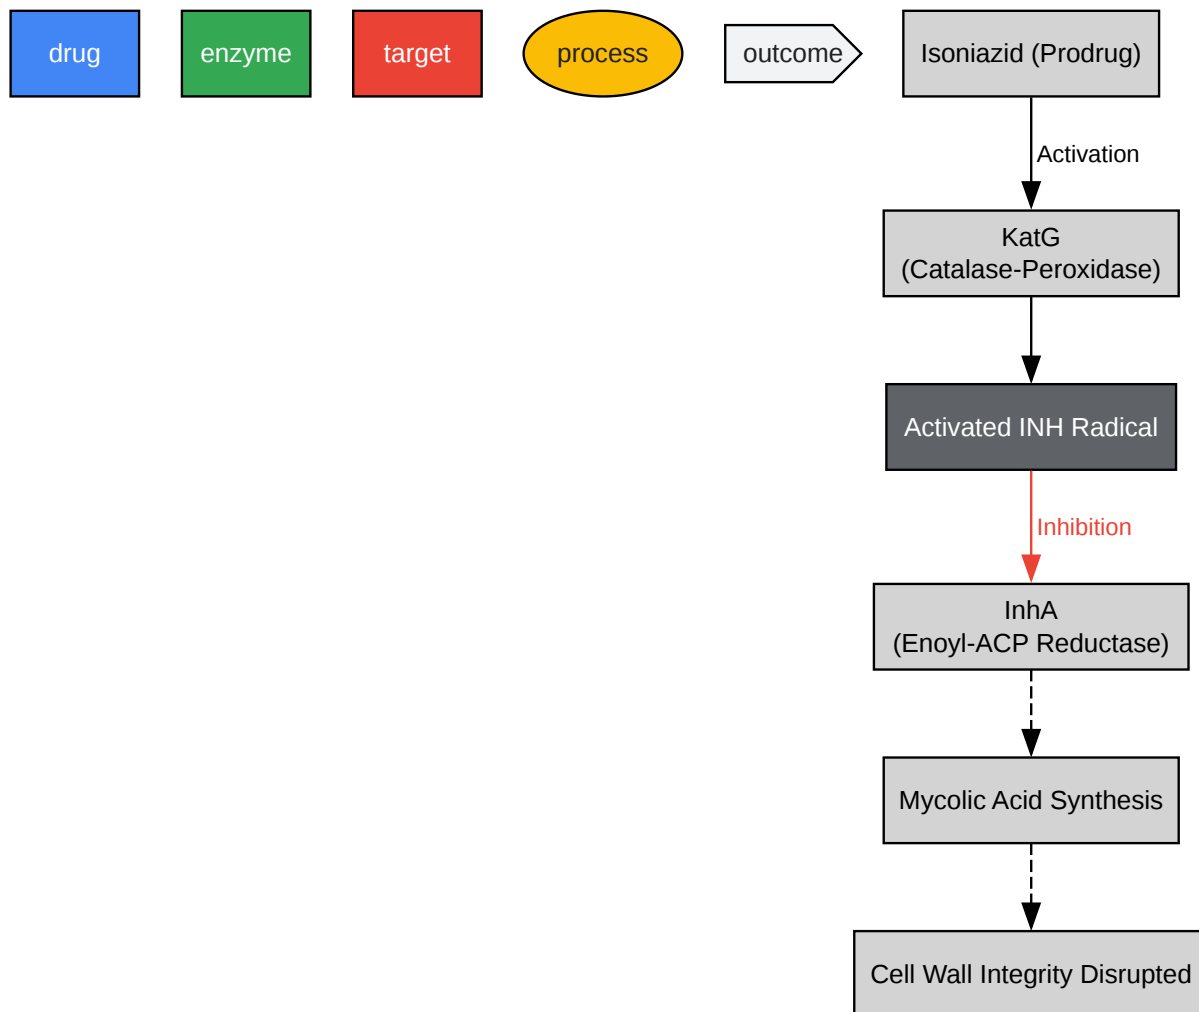 drug
enzyme
target
process
outcome
Isoniazid (Prodrug)
Activation
KatG
(Catalase-Peroxidase)
Activated INH Radical
Inhibition
InhA
(Enoyl-ACP Reductase)
Mycolic Acid Synthesis
Cell Wall Integrity Disrupted